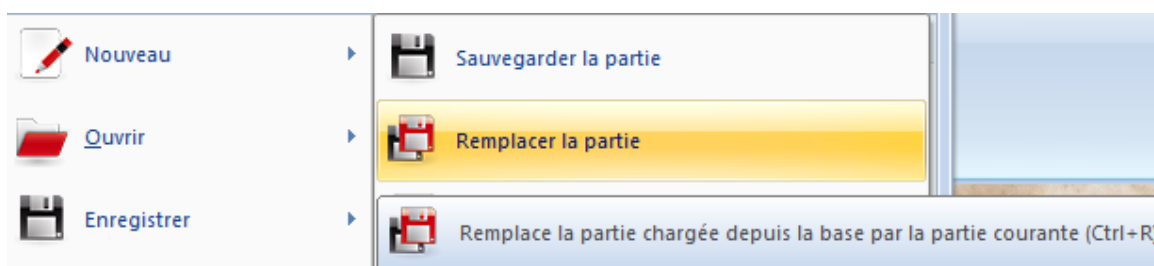 Nouveau
Ouvrir
Enregistrer
Sauvegarder la partie
Remplacer la partie
Remplace la partie chargée depuis la base par la partie courante (Ctrl+R)